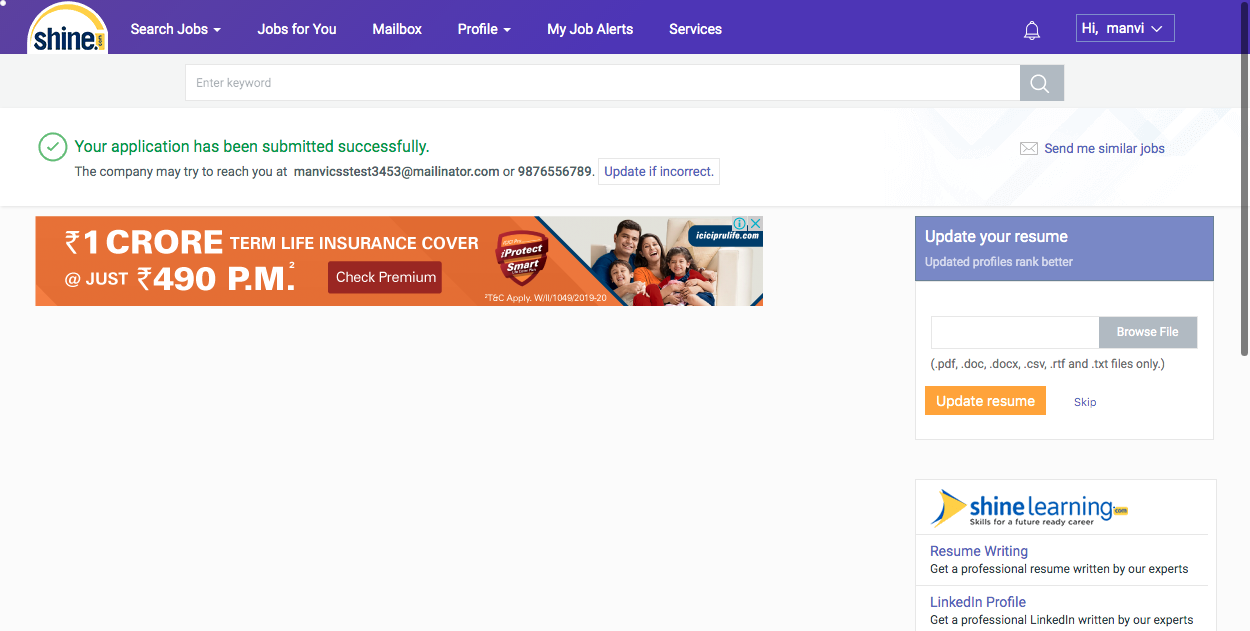 shine.com
Search Jobs
Jobs for You
Mailbox
Profile
My Job Alerts
Services
Hi, manvi
Enter keyword
Your application has been submitted successfully.
The company may try to reach you at manvicsstest3453@mailinator.com or 9876556789. Update if incorrect.
Send me similar jobs
₹1 CRORE TERM LIFE INSURANCE COVER
@ JUST ₹490 P.M.²
Check Premium
iProtect
Smart
²T&C Apply. W/II/1049/2019-20
iciciprulife.com
Update your resume
Updated profiles rank better
Browse File
(.pdf, .doc, .docx, .csv, .rtf and .txt files only.)
Update resume
Skip
shine learning.com
Skills for a future ready career
Resume Writing
Get a professional resume written by our experts
LinkedIn Profile
Get a professional LinkedIn written by our experts